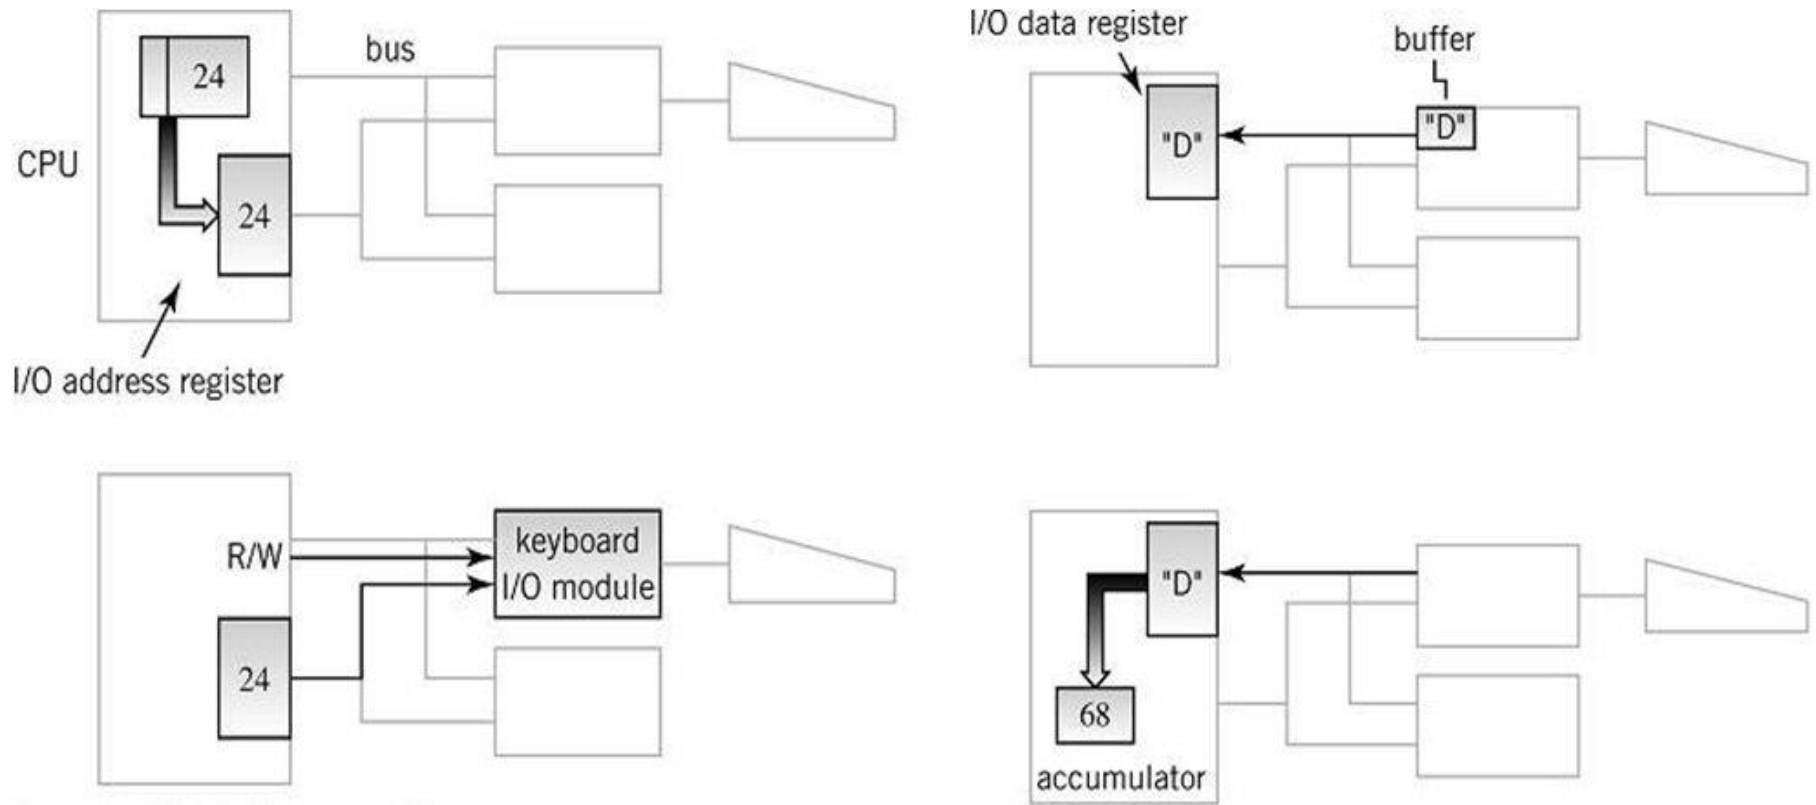 bus
24
CPU
24
I/O address register
R/W
keyboard
I/O module
24
I/O data register
buffer
"D"
"D"
"D"
68
accumulator